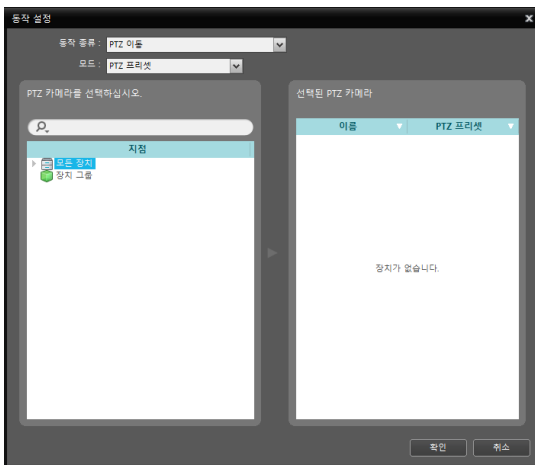 동작 설정
x
동작 종류 : PTZ 이동
모드 : PTZ 프리셋
PTZ 카메라를 선택하십시오.
지점
모든 장치
장치 그룹
선택된 PTZ 카메라
이름 PTZ 프리셋
장치가 없습니다.
확인 취소